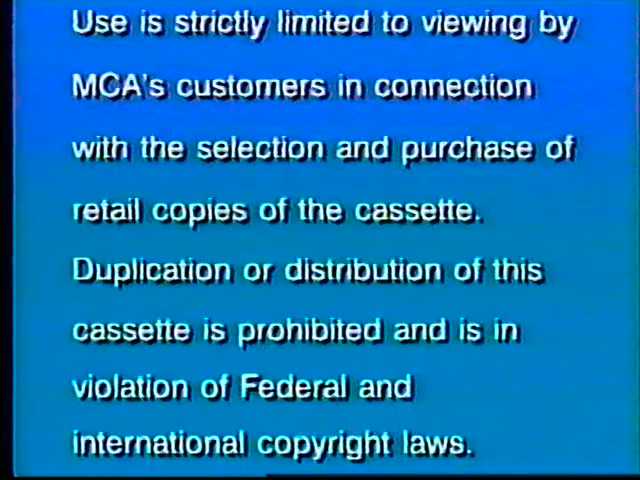 Use is strictly limited to viewing by
MCA's customers in connection
with the selection and purchase of
retail copies of the cassette.
Duplication or distribution of this
cassette is prohibited and is in
violation of Federal and
international copyright laws.